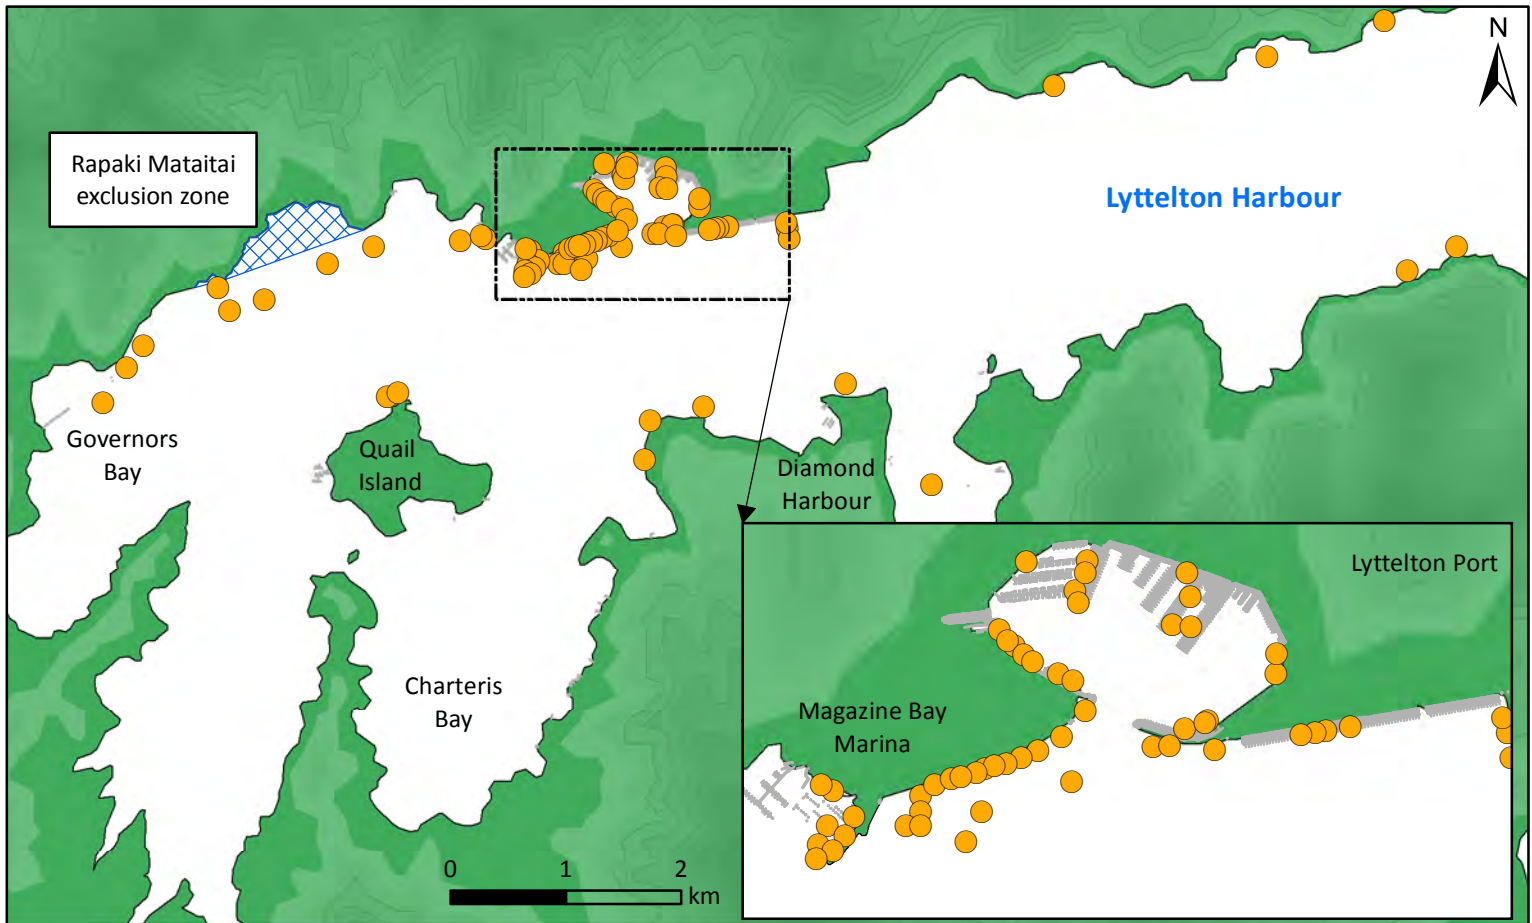 N
Rapaki Mataitai
exclusion zone
Lyttelton Harbour
Governors
Bay
Quail
Island
Diamond
Harbour
Charteris
Bay
Lyttelton Port
Magazine Bay
Marina
0 1 2
km